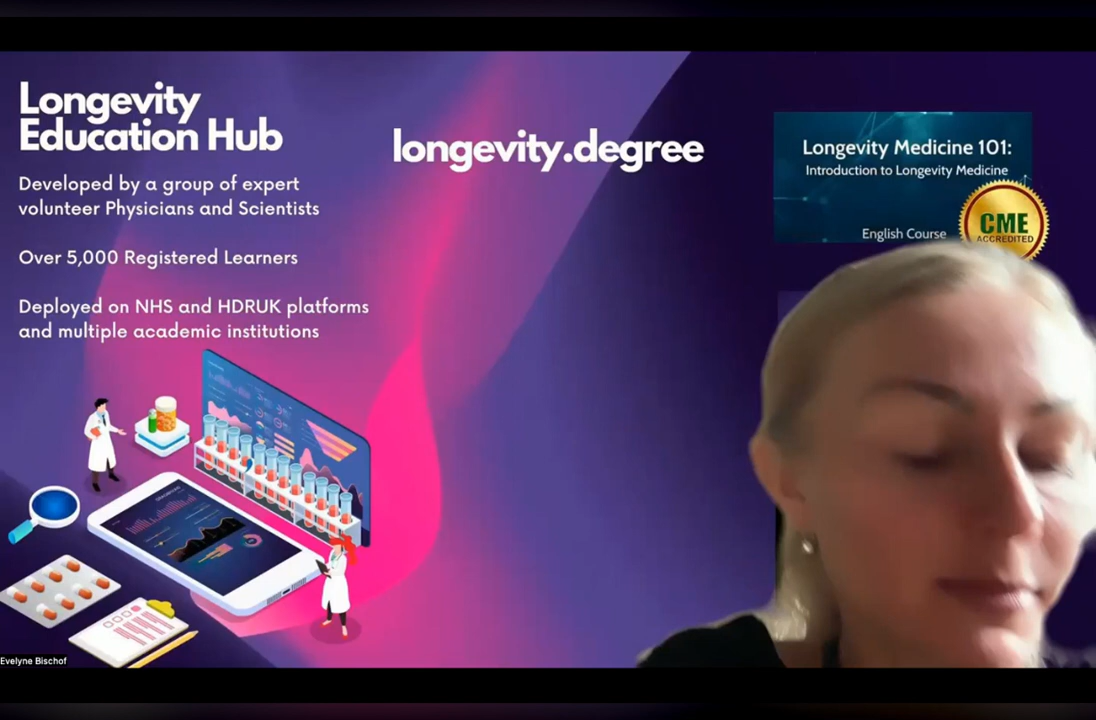 Longevity
Education Hub
Developed by a group of expert
volunteer Physicians and Scientists
Over 5,000 Registered Learners
Deployed on NHS and HDRUK platforms
and multiple academic institutions
longevity.degree
Longevity Medicine 101:
Introduction to Longevity Medicine
English Course
CME
ACCREDITED
Evelyne Bischof